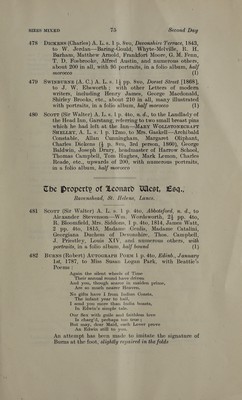 SIZES MIXED 75 Second Day
478 DICKENS (Charles) A. L. s. 1 p. 8vo, Devonshire Terrace, 1843,
to W. Jerdan—Baring-Gould, Whyte-Melville, R. H.
Barham, Matthew Arnold, Frankfort Moore, G. M. Fenn,
T. D. Fosbrooke, Alfred Austin, and numerous others,
about 200 in all, with 95 portraits, in a folio album, half
morocco (1)
479 SWINBURNE (A. C.) A. L. s. 1½ pp. 8vo, Dorset Street [1868],
to J. W. Ebsworth; with other Letters of modern
writers, including Henry James, George Macdonald,
Shirley Brooks, etc., about 210 in all, many illustrated
with portraits, in a folio album, half morocco (1)
480 SCOTT (Sir Walter) A. L. s. 1 p. 4to, n. d., to the Landlady of
the Head Inn, Garstang, referring to two small brass pins
which he had left at the Inn—MARY WOLLSTONECRAFT
SHELLEY, A. L. s. 1 p. 12mo; to Mrs. Gaskell—Archibald
Constable, Allan Cunningham, Margaret Oliphant,
Charles Dickens (¾ p. 8vo, 3rd person, 1866), George
Baldwin, Joseph Drury, headmaster of Harrow School,
Thomas Campbell, Tom Hughes, Mark Lemon, Charles
Reade, etc., upwards of 200, with numerous portraits,
in a folio album, half morocco (1)
The Property of Leonard West, Esq.,
Ravenshead, St. Helens, Lancs.
481 SCOTT (Sir Walter) A. L. s. 1 p. 4to, Abbotsford, n. d., to
Alexander Stevenson—Wm. Wordsworth, 2½ pp. 4to,
R. Bloomfield, Mrs. Siddons, 1 p. 4to, 1814, James Watt,
2 pp. 4to, 1815, Madame Genlis, Madame Catalini,
Georgiana Duchess of Devonshire, Thos. Campbell,
J. Priestley, Louis XIV, and numerous others, with
portraits, in a folio album, half bound (1)
482 BURNS (Robert) AUTOGRAPH POEM 1 p. 4to, Edinb., January
1st, 1787, to Miss Susan Logan Park, with Beattie's
Poems:
Again the silent wheels of Time
Their annual round have driven
And you, though scarce in maiden prime,
Are so much nearer Heaven.
No gifts have I from Indian Coasts,
The infant year to hail,
I send you more than India boasts,
In Edwin's simple tale.
Our Sex with guile and faithless love
Is charg'd, perhaps too true;
But may, dear Maid, each Lover prove
An Edwin still to you.
An attempt has been made to imitate the signature of
Burns at the foot, slightly repaired in the folds